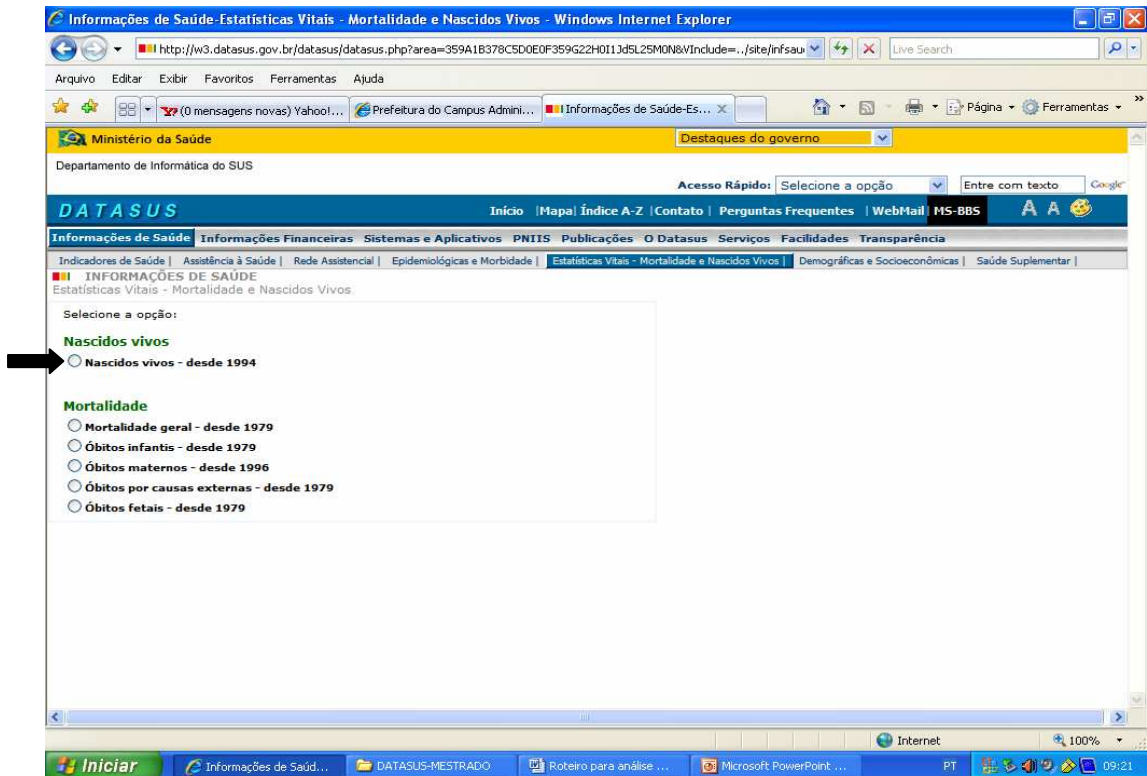 Informações de Saúde-Estatísticas Vitais - Mortalidade e Nascidos Vivos - Windows Internet Explorer
http://w3.datasus.gov.br/datasus/datasus.php?area=359A1B378C5D0E0F359G22H0I1Jd5L25M0N&VInclude=../site/infsau
Live Search
Arquivo Editar Exibir Favoritos Ferramentas Ajuda
(0 mensagens novas) Yahoo!... Prefeitura do Campus Admini... Informações de Saúde-Es... Página Ferramentas
Ministério da Saúde Destaques do governo
Departamento de Informática do SUS
Acesso Rápido: Selecione a opção Entre com texto Google
DATASUS Início |Mapa| Índice A-Z |Contato | Perguntas Frequentes | WebMail| MS-BBS A A
Informações de Saúde Informações Financeiras Sistemas e Aplicativos PNIIS Publicações O Datasus Serviços Facilidades Transparência
Indicadores de Saúde | Assistência à Saúde | Rede Assistencial | Epidemiológicas e Morbidade | Estatísticas Vitais - Mortalidade e Nascidos Vivos | Demográficas e Socioeconômicas | Saúde Suplementar |
INFORMAÇÕES DE SAÚDE
Estatísticas Vitais - Mortalidade e Nascidos Vivos.
Selecione a opção:
Nascidos vivos
Nascidos vivos - desde 1994
Mortalidade
Mortalidade geral - desde 1979
Óbitos infantis - desde 1979
Óbitos maternos - desde 1996
Óbitos por causas externas - desde 1979
Óbitos fetais - desde 1979
Internet 100%
Iniciar Informações de Saúd... DATASUS-MESTRADO Roteiro para análise ... Microsoft PowerPoint ... PT 09:21